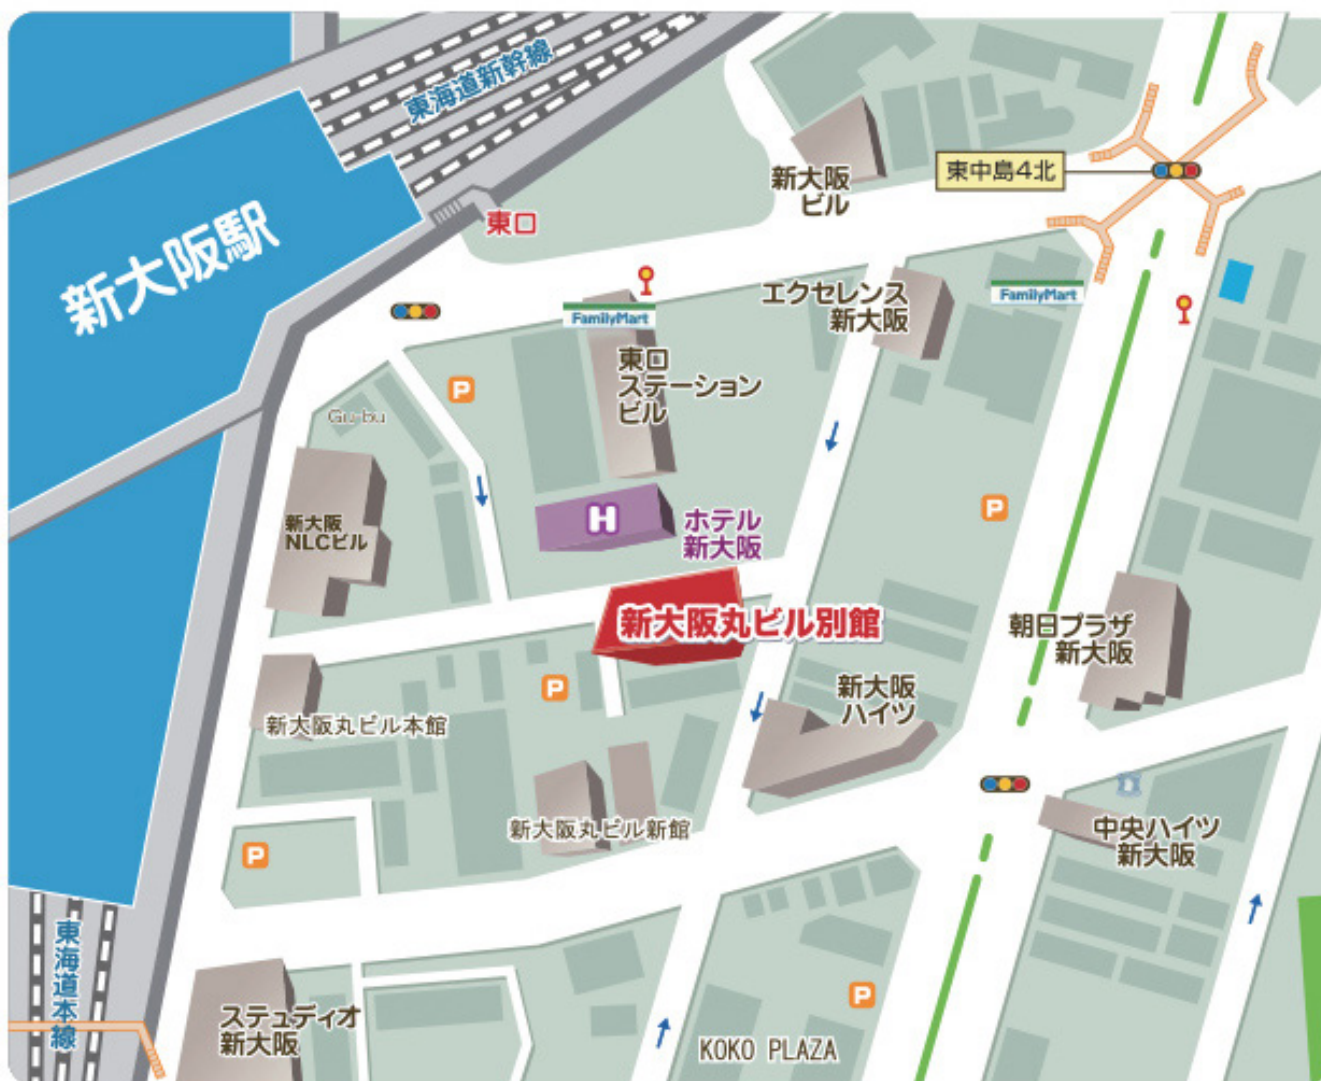 東海道新幹線
新大阪駅
東口
新大阪
ビル
東中島4北
FamilyMart
エクセレンス
新大阪
FamilyMart
東口
ステーション
ビル
P
Gu-bu
新大阪
NLCビル
H
ホテル
新大阪
P
新大阪丸ビル別館
朝日プラザ
新大阪
P
新大阪
ハイツ
新大阪丸ビル本館
新大阪丸ビル新館
中央ハイツ
新大阪
P
東海道本線
ステュディオ
新大阪
P
KOKO PLAZA